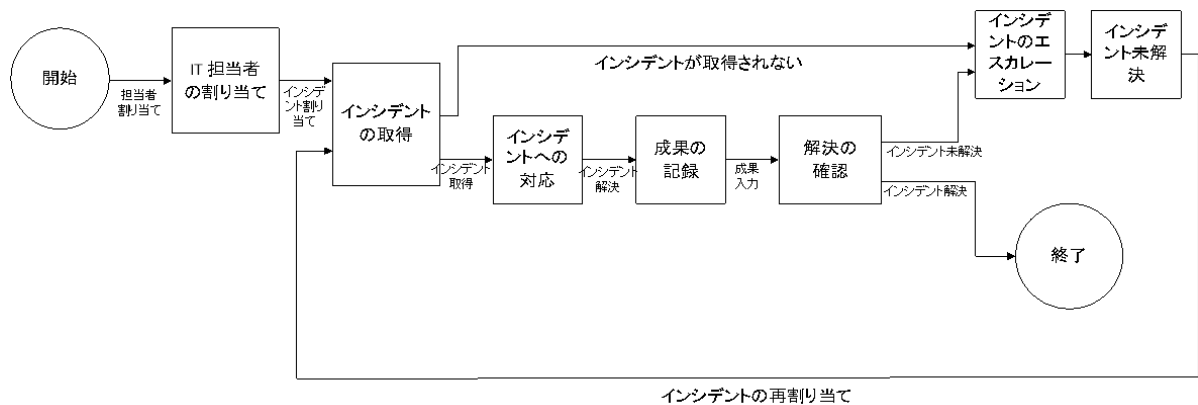 開始
担当者
割り当て
IT 担当者
の割り当て
インシデ
ント割り
当て
インシデント
の取得
インシデントが取得されない
インシデント
取得
インシデ
ントへの
対応
インシデント
解決
成果の
記録
成果
入力
解決の
確認
インシデント未解決
インシデント解決
インシデ
ントのエ
スカレー
ション
インシデ
ント未解
決
終了
インシデントの再割り当て